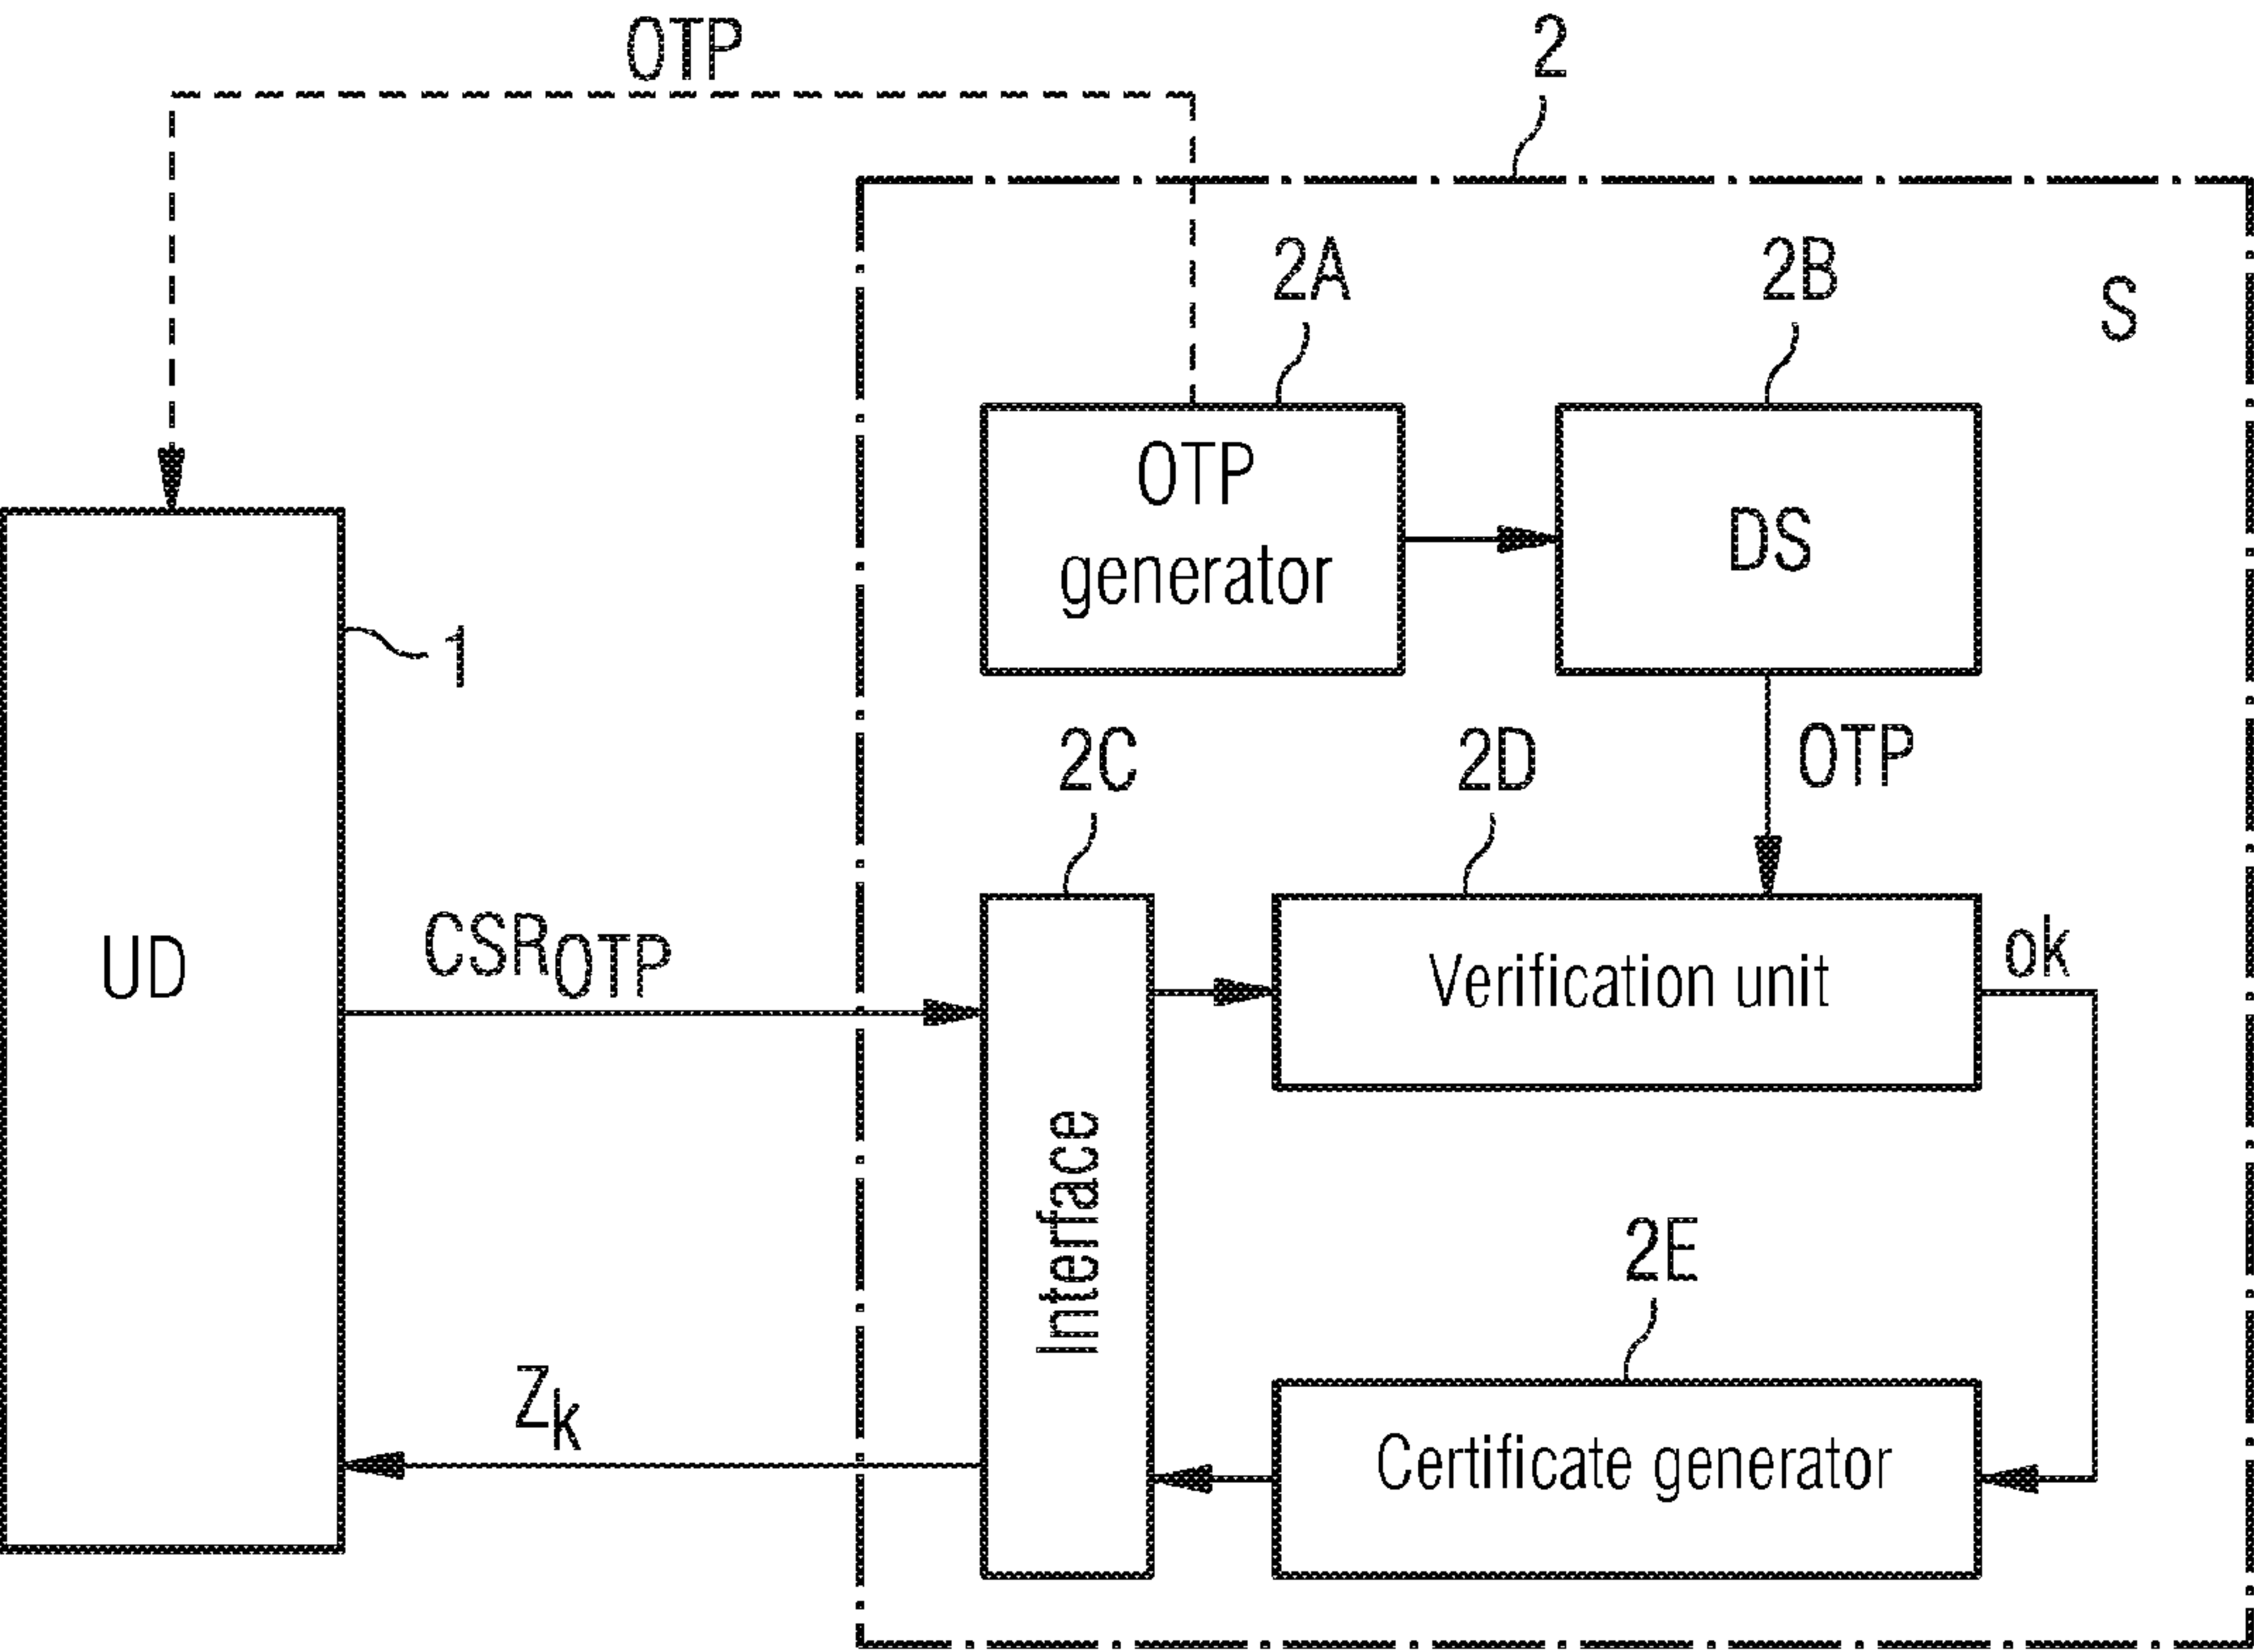 OTP
2
2A
2B
S
OTP
generator
DS
1
2C
2D
OTP
UD
CSROTP
Verification unit
ok
Interface
2E
Zk
Certificate generator